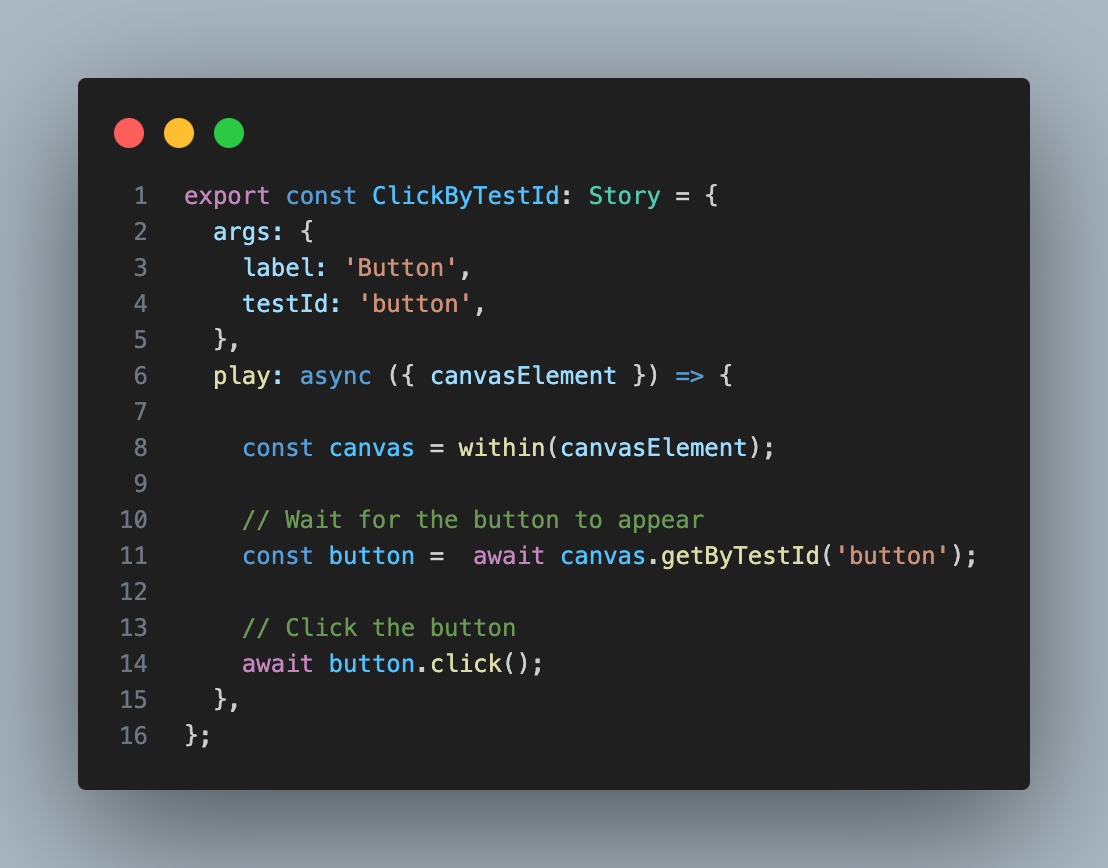 1 export const ClickByTestId: Story = {
2   args: {
3     label: 'Button',
4     testId: 'button',
5   },
6   play: async ({ canvasElement }) => {
7
8     const canvas = within(canvasElement);
9
10     // Wait for the button to appear
11     const button =  await canvas.getByTestId('button');
12
13     // Click the button
14     await button.click();
15   },
16 };